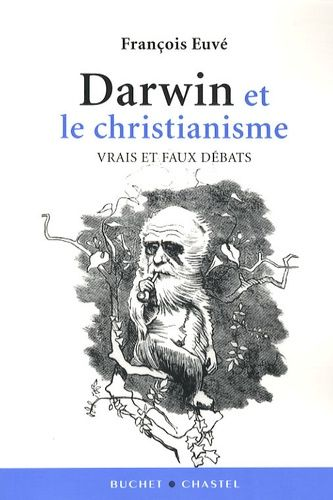 François Euvé
Darwin et
le christianisme
VRAIS ET FAUX DÉBATS
BUCHET • CHASTEL